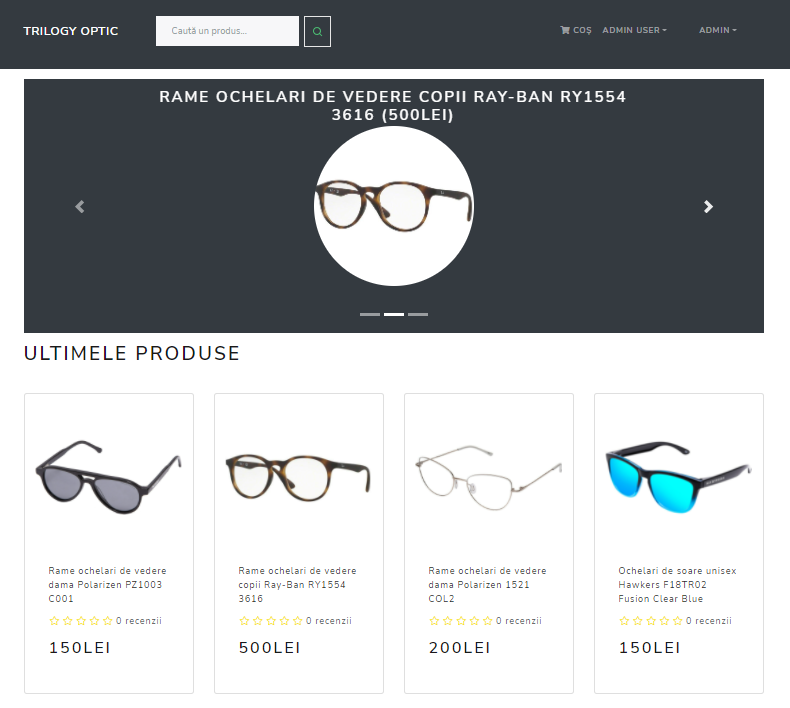 TRILOGY OPTIC
Caută un produs...
COȘ
ADMIN USER
ADMIN
RAME OCHELARI DE VEDERE COPII RAY-BAN RY1554
3616 (500LEI)
ULTIMELE PRODUSE
Rame ochelari de vedere
dama Polarizen PZ1003
C001
0 recenzii
150LEI
Rame ochelari de vedere
copii Ray-Ban RY1554
3616
0 recenzii
500LEI
Rame ochelari de vedere
dama Polarizen 1521
COL2
0 recenzii
200LEI
Ochelari de soare unisex
Hawkers F18TR02
Fusion Clear Blue
0 recenzii
150LEI